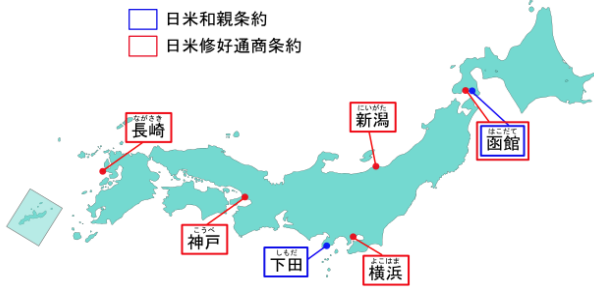 日米和親条約
日米修好通商条約
ながさき
長崎
にいがた
新潟
はこだて
函館
こうべ
神戸
しもだ
下田
よこはま
横浜